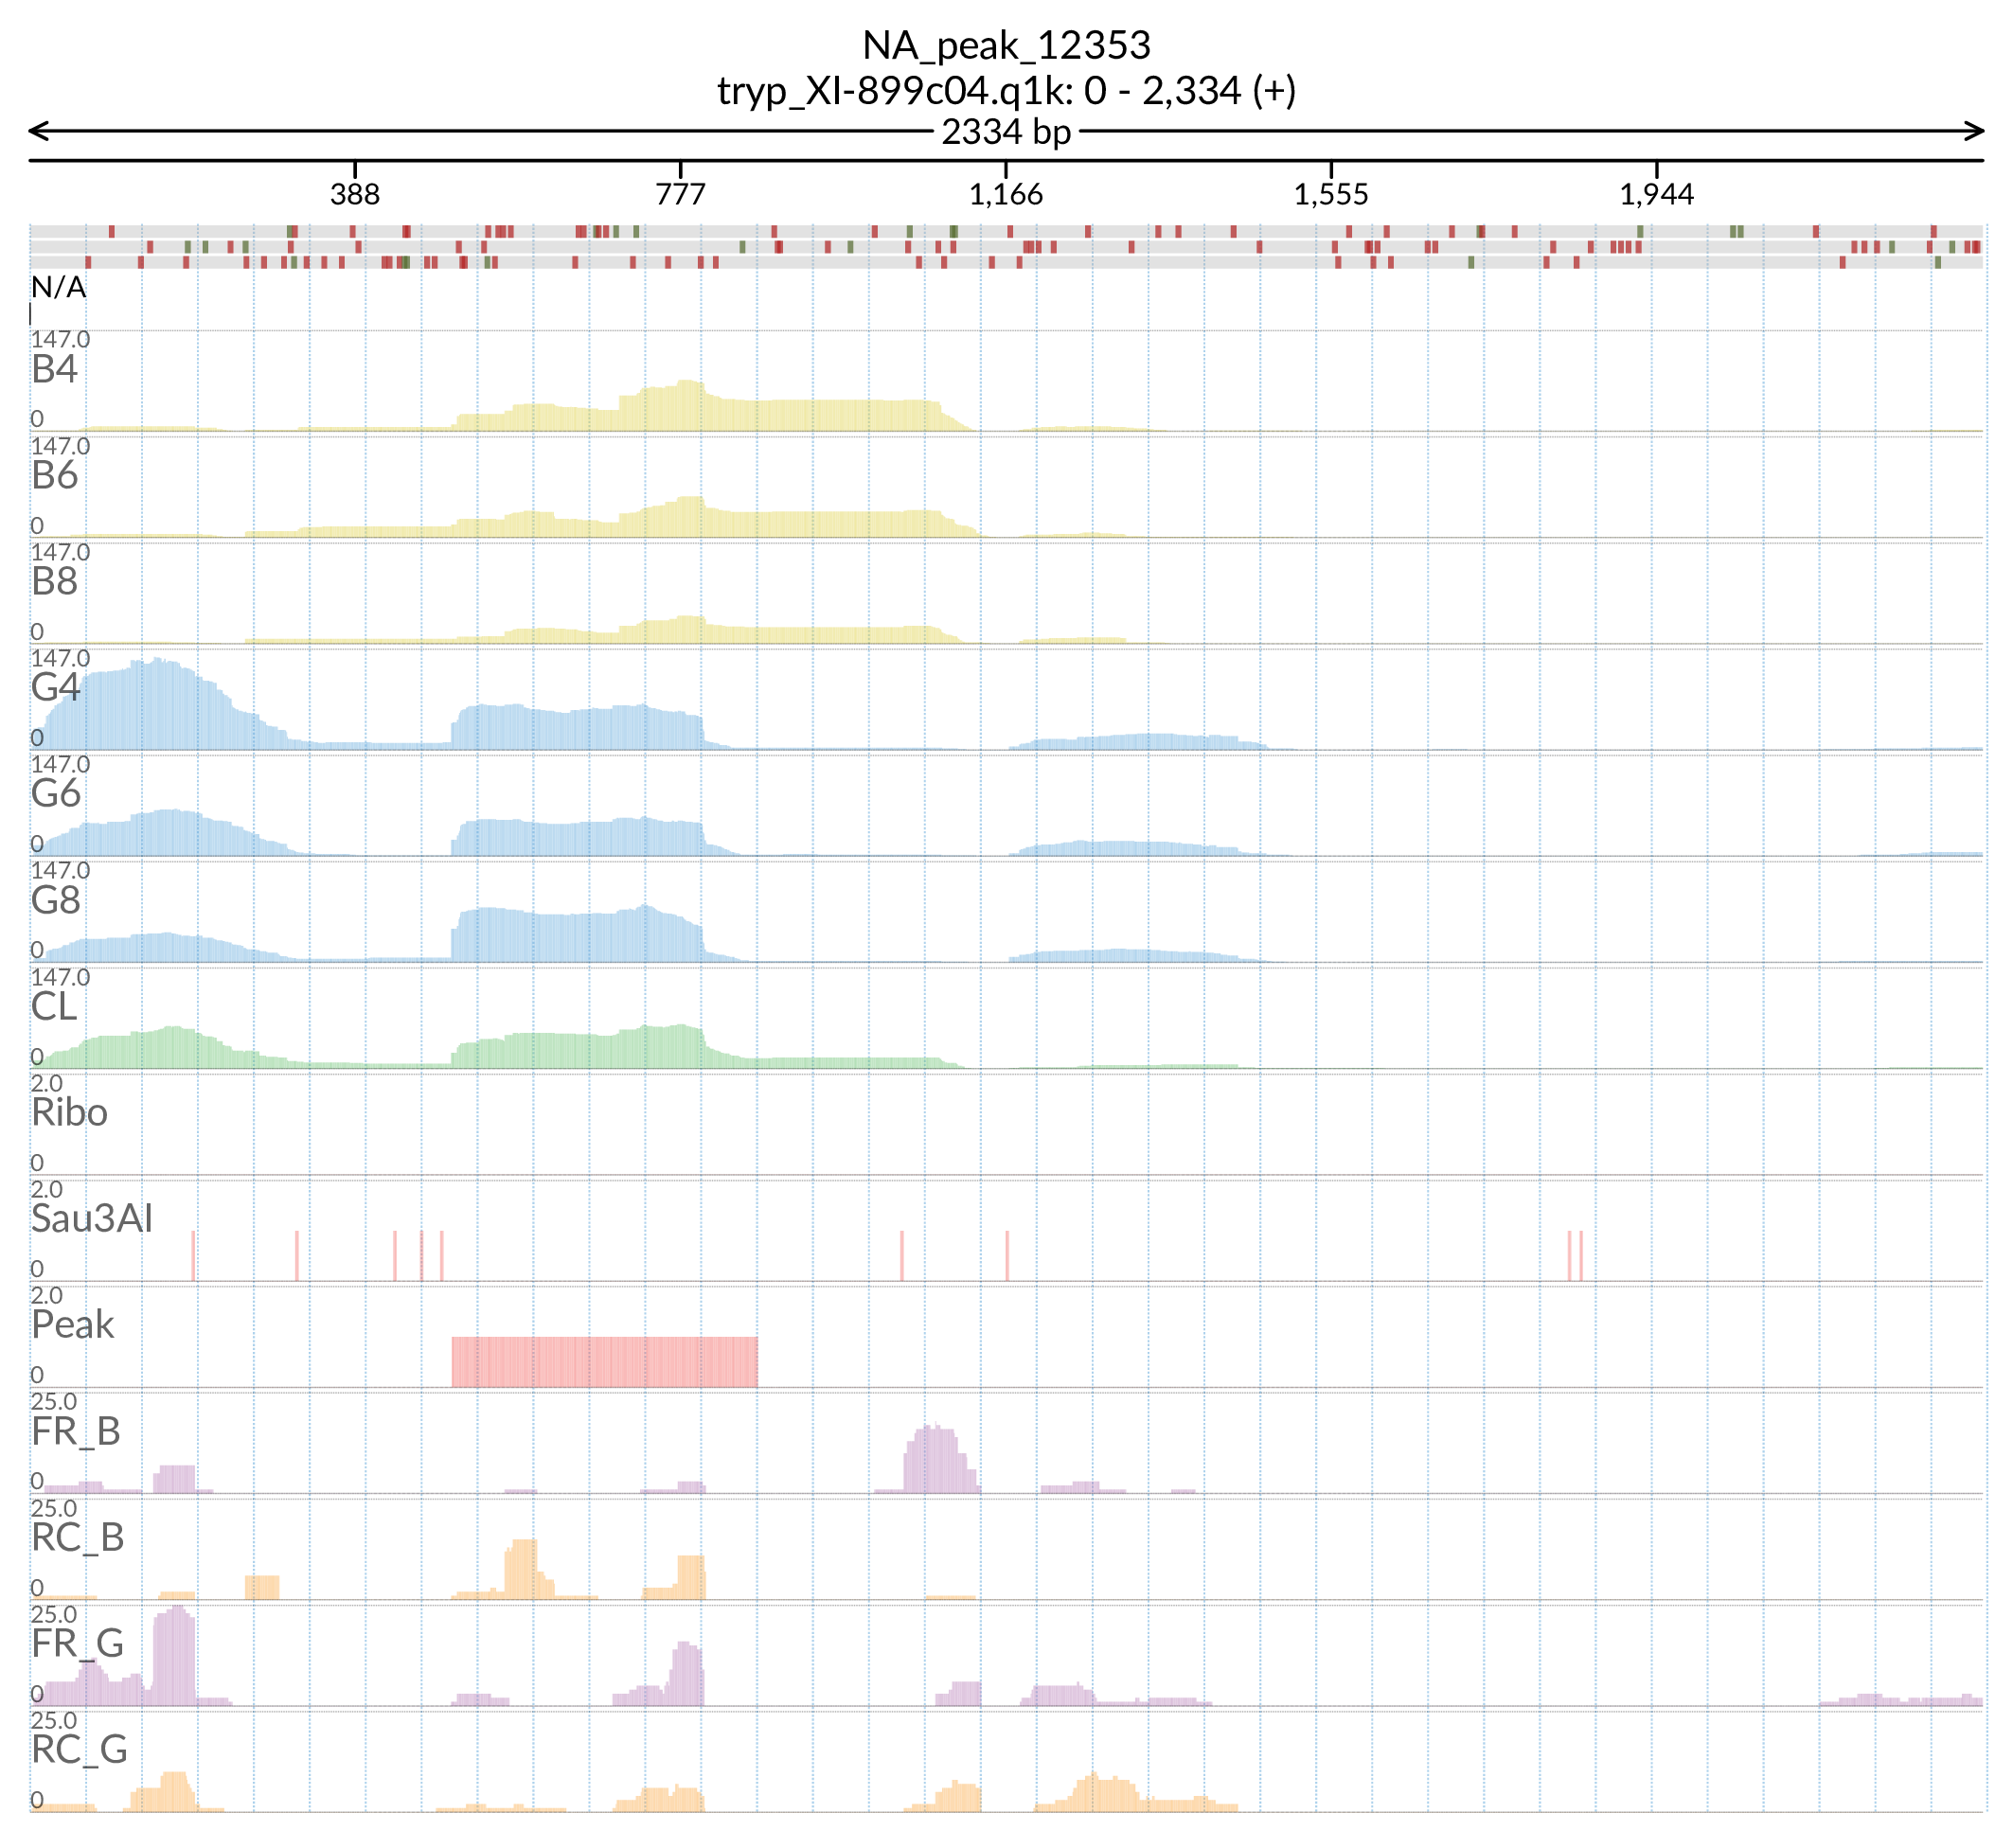 NA_peak_12353
tryp_XI-899c04.q1k: 0 - 2,334 (+)
2334 bp
388 777 1,166 1,555 1,944
N/A
147.0
B4
0
147.0
B6
0
147.0
B8
0
147.0
G4
0
147.0
G6
0
147.0
G8
0
147.0
CL
0
2.0
Ribo
0
2.0
Sau3AI
0
2.0
Peak
0
25.0
FR_B
0
25.0
RC_B
0
25.0
FR_G
0
25.0
RC_G
0